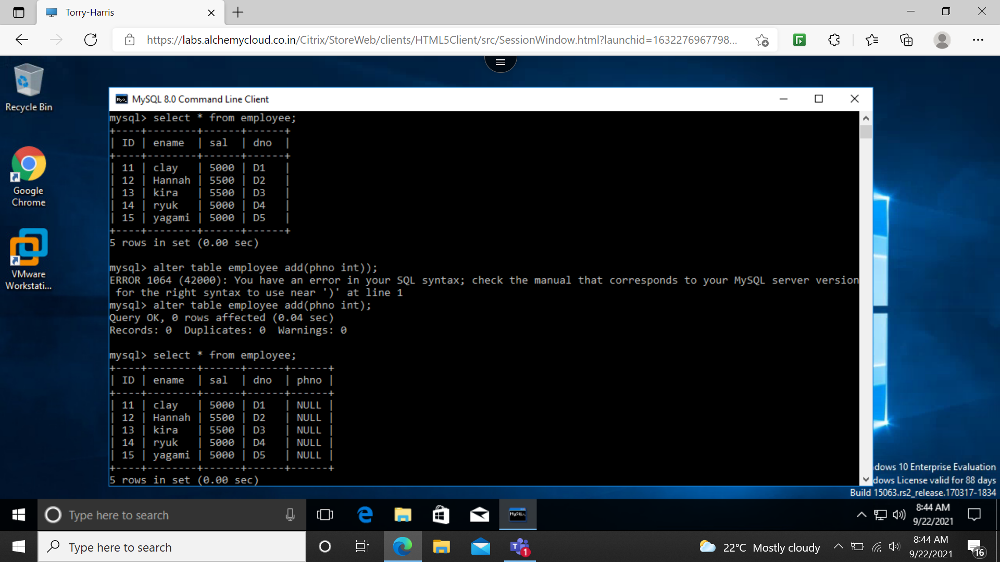 Torry-Harris
https://labs.alchemycloud.co.in/Citrix/StoreWeb/clients/HTML5Client/src/SessionWindow.html?launchid=1632276967798...
Recycle Bin
Google
Chrome
VMware
Workstati...
MySQL 8.0 Command Line Client
mysql> select * from employee;
+----+--------+------+------+
| ID | ename  | sal  | dno  |
+----+--------+------+------+
| 11 | clay   | 5000 | D1   |
| 12 | Hannah | 5500 | D2   |
| 13 | kira   | 5500 | D3   |
| 14 | ryuk   | 5000 | D4   |
| 15 | yagami | 5000 | D5   |
+----+--------+------+------+
5 rows in set (0.00 sec)
mysql> alter table employee add(phno int));
ERROR 1064 (42000): You have an error in your SQL syntax; check the manual that corresponds to your MySQL server version
for the right syntax to use near ')' at line 1
mysql> alter table employee add(phno int);
Query OK, 0 rows affected (0.04 sec)
Records: 0  Duplicates: 0  Warnings: 0
mysql> select * from employee;
+----+--------+------+------+------+
| ID | ename  | sal  | dno  | phno |
+----+--------+------+------+------+
| 11 | clay   | 5000 | D1   | NULL |
| 12 | Hannah | 5500 | D2   | NULL |
| 13 | kira   | 5500 | D3   | NULL |
| 14 | ryuk   | 5000 | D4   | NULL |
| 15 | yagami | 5000 | D5   | NULL |
+----+--------+------+------+------+
5 rows in set (0.00 sec)
dows 10 Enterprise Evaluation
dows License valid for 88 days
Build 15063.rs2_release.170317-1834
Type here to search
8:44 AM
9/22/2021
Type here to search
1
22°C Mostly cloudy
8:44 AM
9/22/2021
16